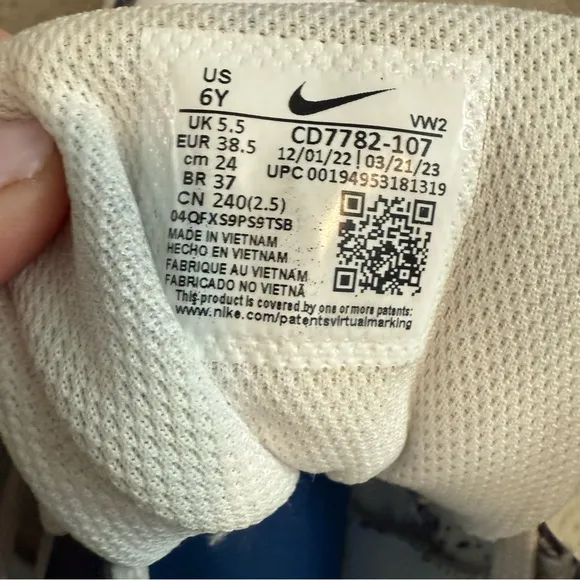 US
6Y
VW2
UK 5.5
EUR 38.5
cm 24
BR 37
CN 240(2.5)
CD7782-107
12/01/22 | 03/21/23
UPC 00194953181319
04QFXS9PS9TSB
MADE IN VIETNAM
HECHO EN VIETNAM
FABRIQUE AU VIETNAM
FABRICADO NO VIETNÃ
This product is covered by one or more patents:
www.nike.com/patentsvirtualmarking